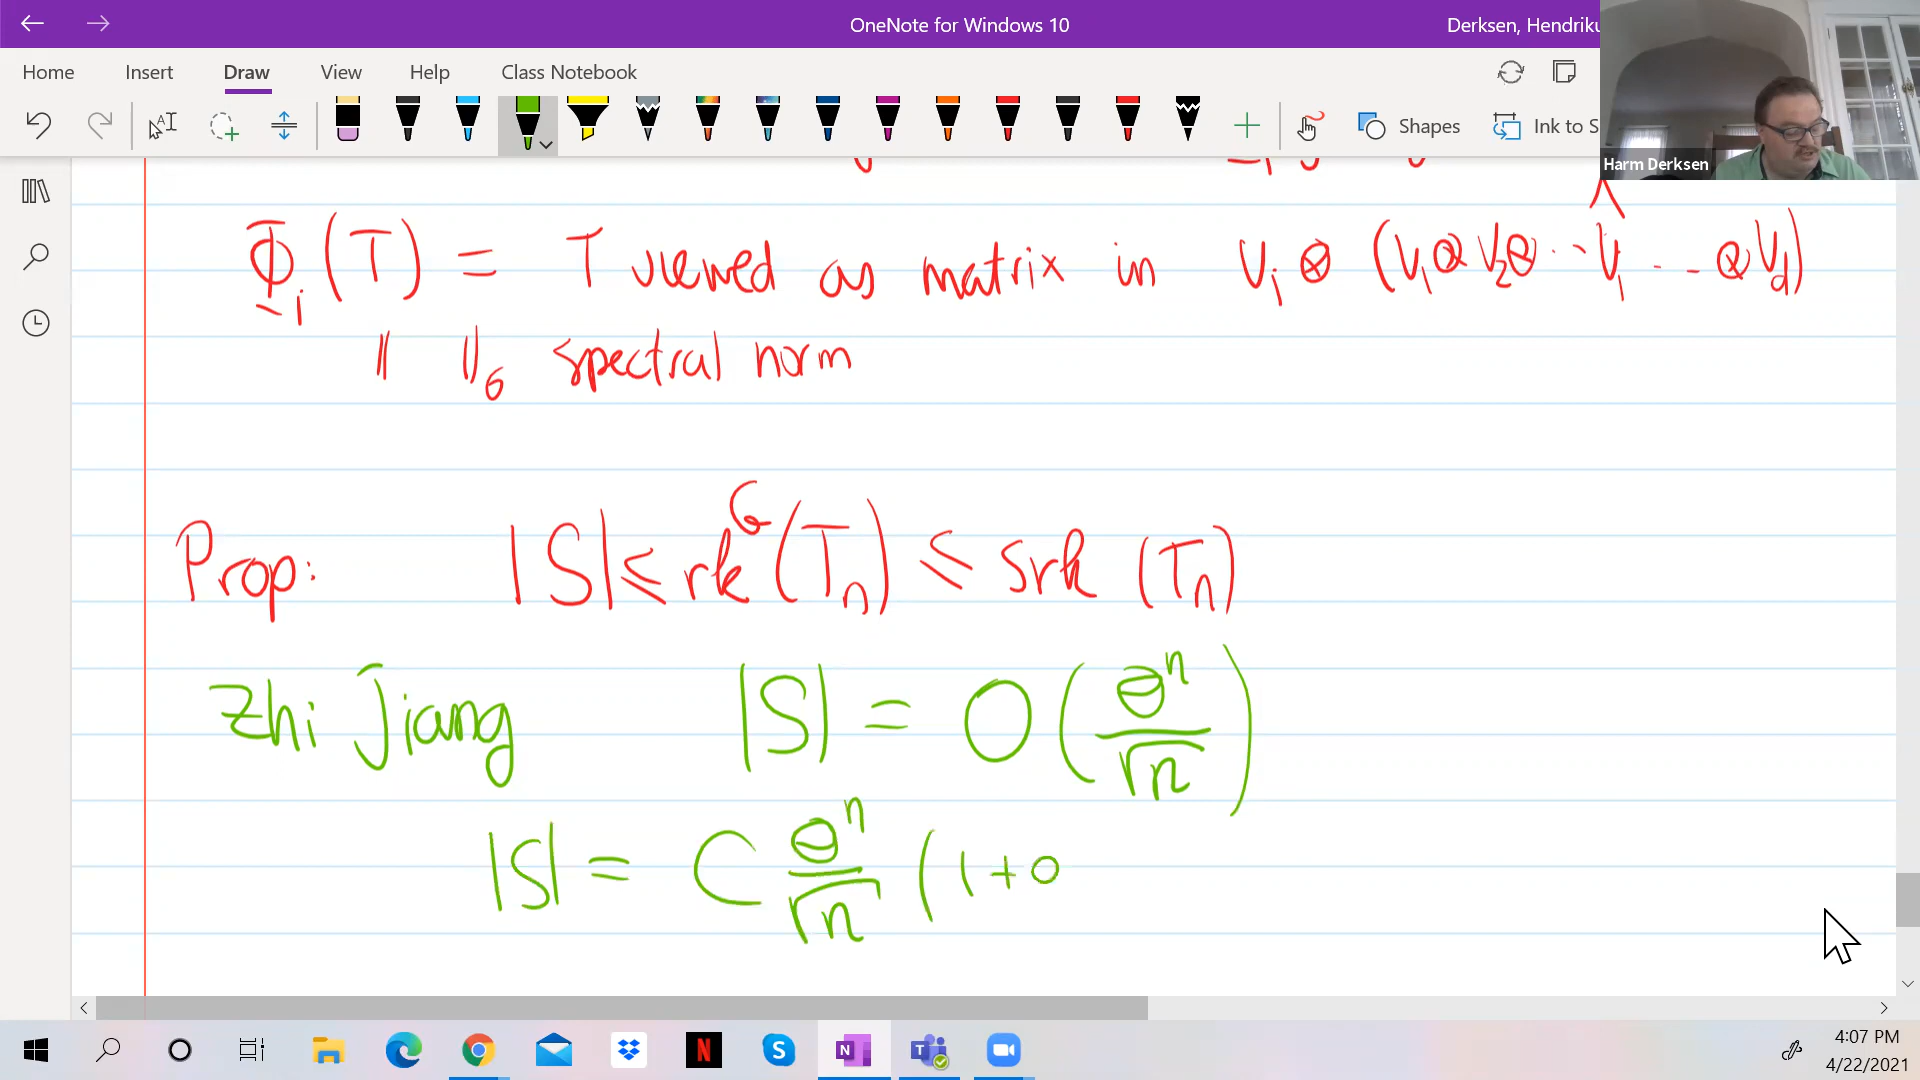 OneNote for Windows 10
Derksen, Hendriku
Home Insert Draw View Help Class Notebook
Shapes
Ink to S
Harm Derksen
Φ_i (T) = T viewed as matrix in V_i ⊗ (V_1 ⊗ V_2 ⊗ ·· V̂_i ·· ⊗ V_d)
‖ ‖_σ spectral norm
Prop: |S| ≤ rk^G (T_n) ≤ srk (T_n)
Zhi Jiang |S| = O(θ^n / √n)
|S| = C θ^n / √n (1 + o
4:07 PM
4/22/2021